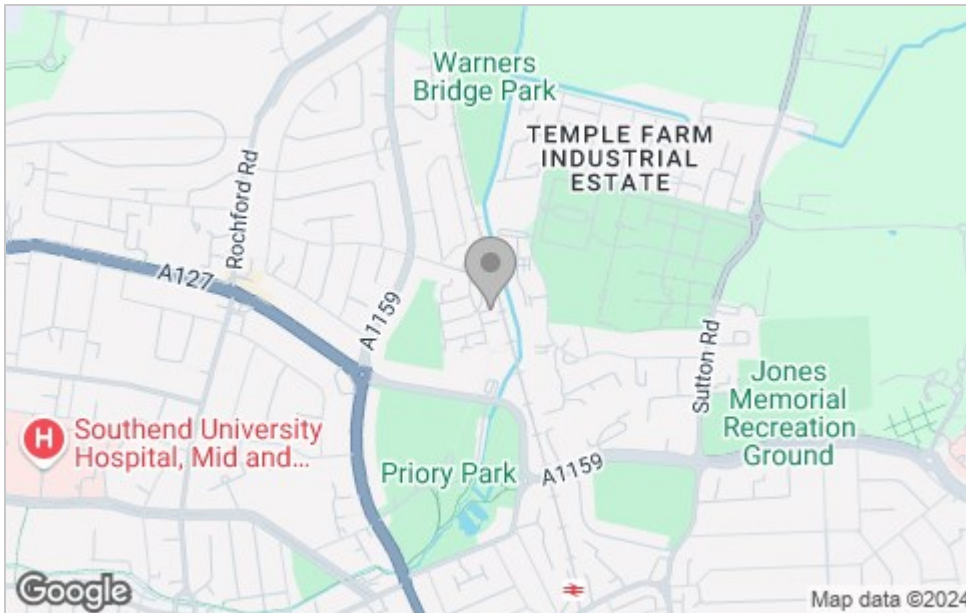 Warners
Bridge Park
TEMPLE FARM
INDUSTRIAL
ESTATE
Rochford Rd
A127
A1159
Sutton Rd
Jones
Memorial
Recreation
Ground
H
Southend University
Hospital, Mid and...
Priory Park
A1159
Google
Map data ©2024